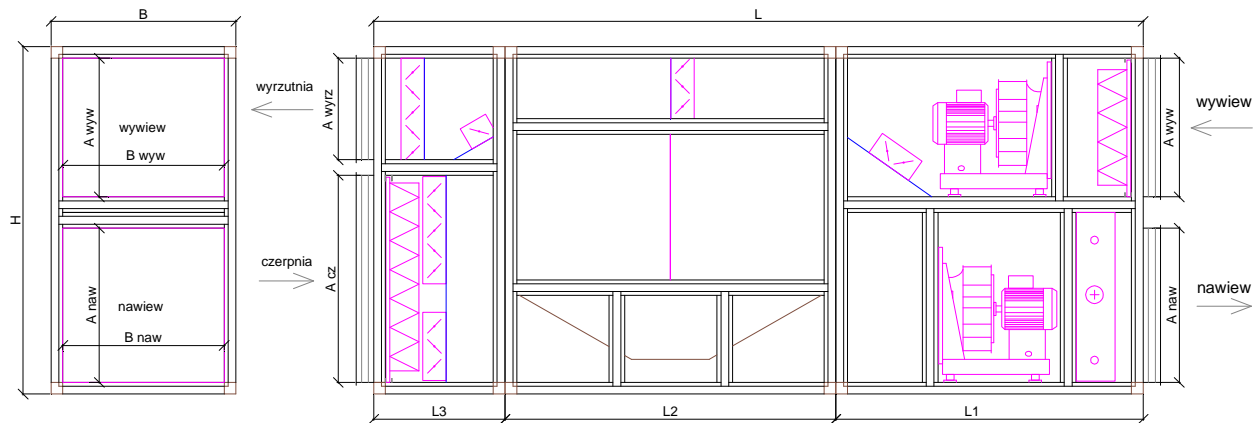 B
L
A wyw
wywiew
B wyw
H
A naw
nawiew
B naw
wyrzutnia
A wyrz
czerpnia
A cz
A wyw
wywiew
A naw
nawiew
L3
L2
L1